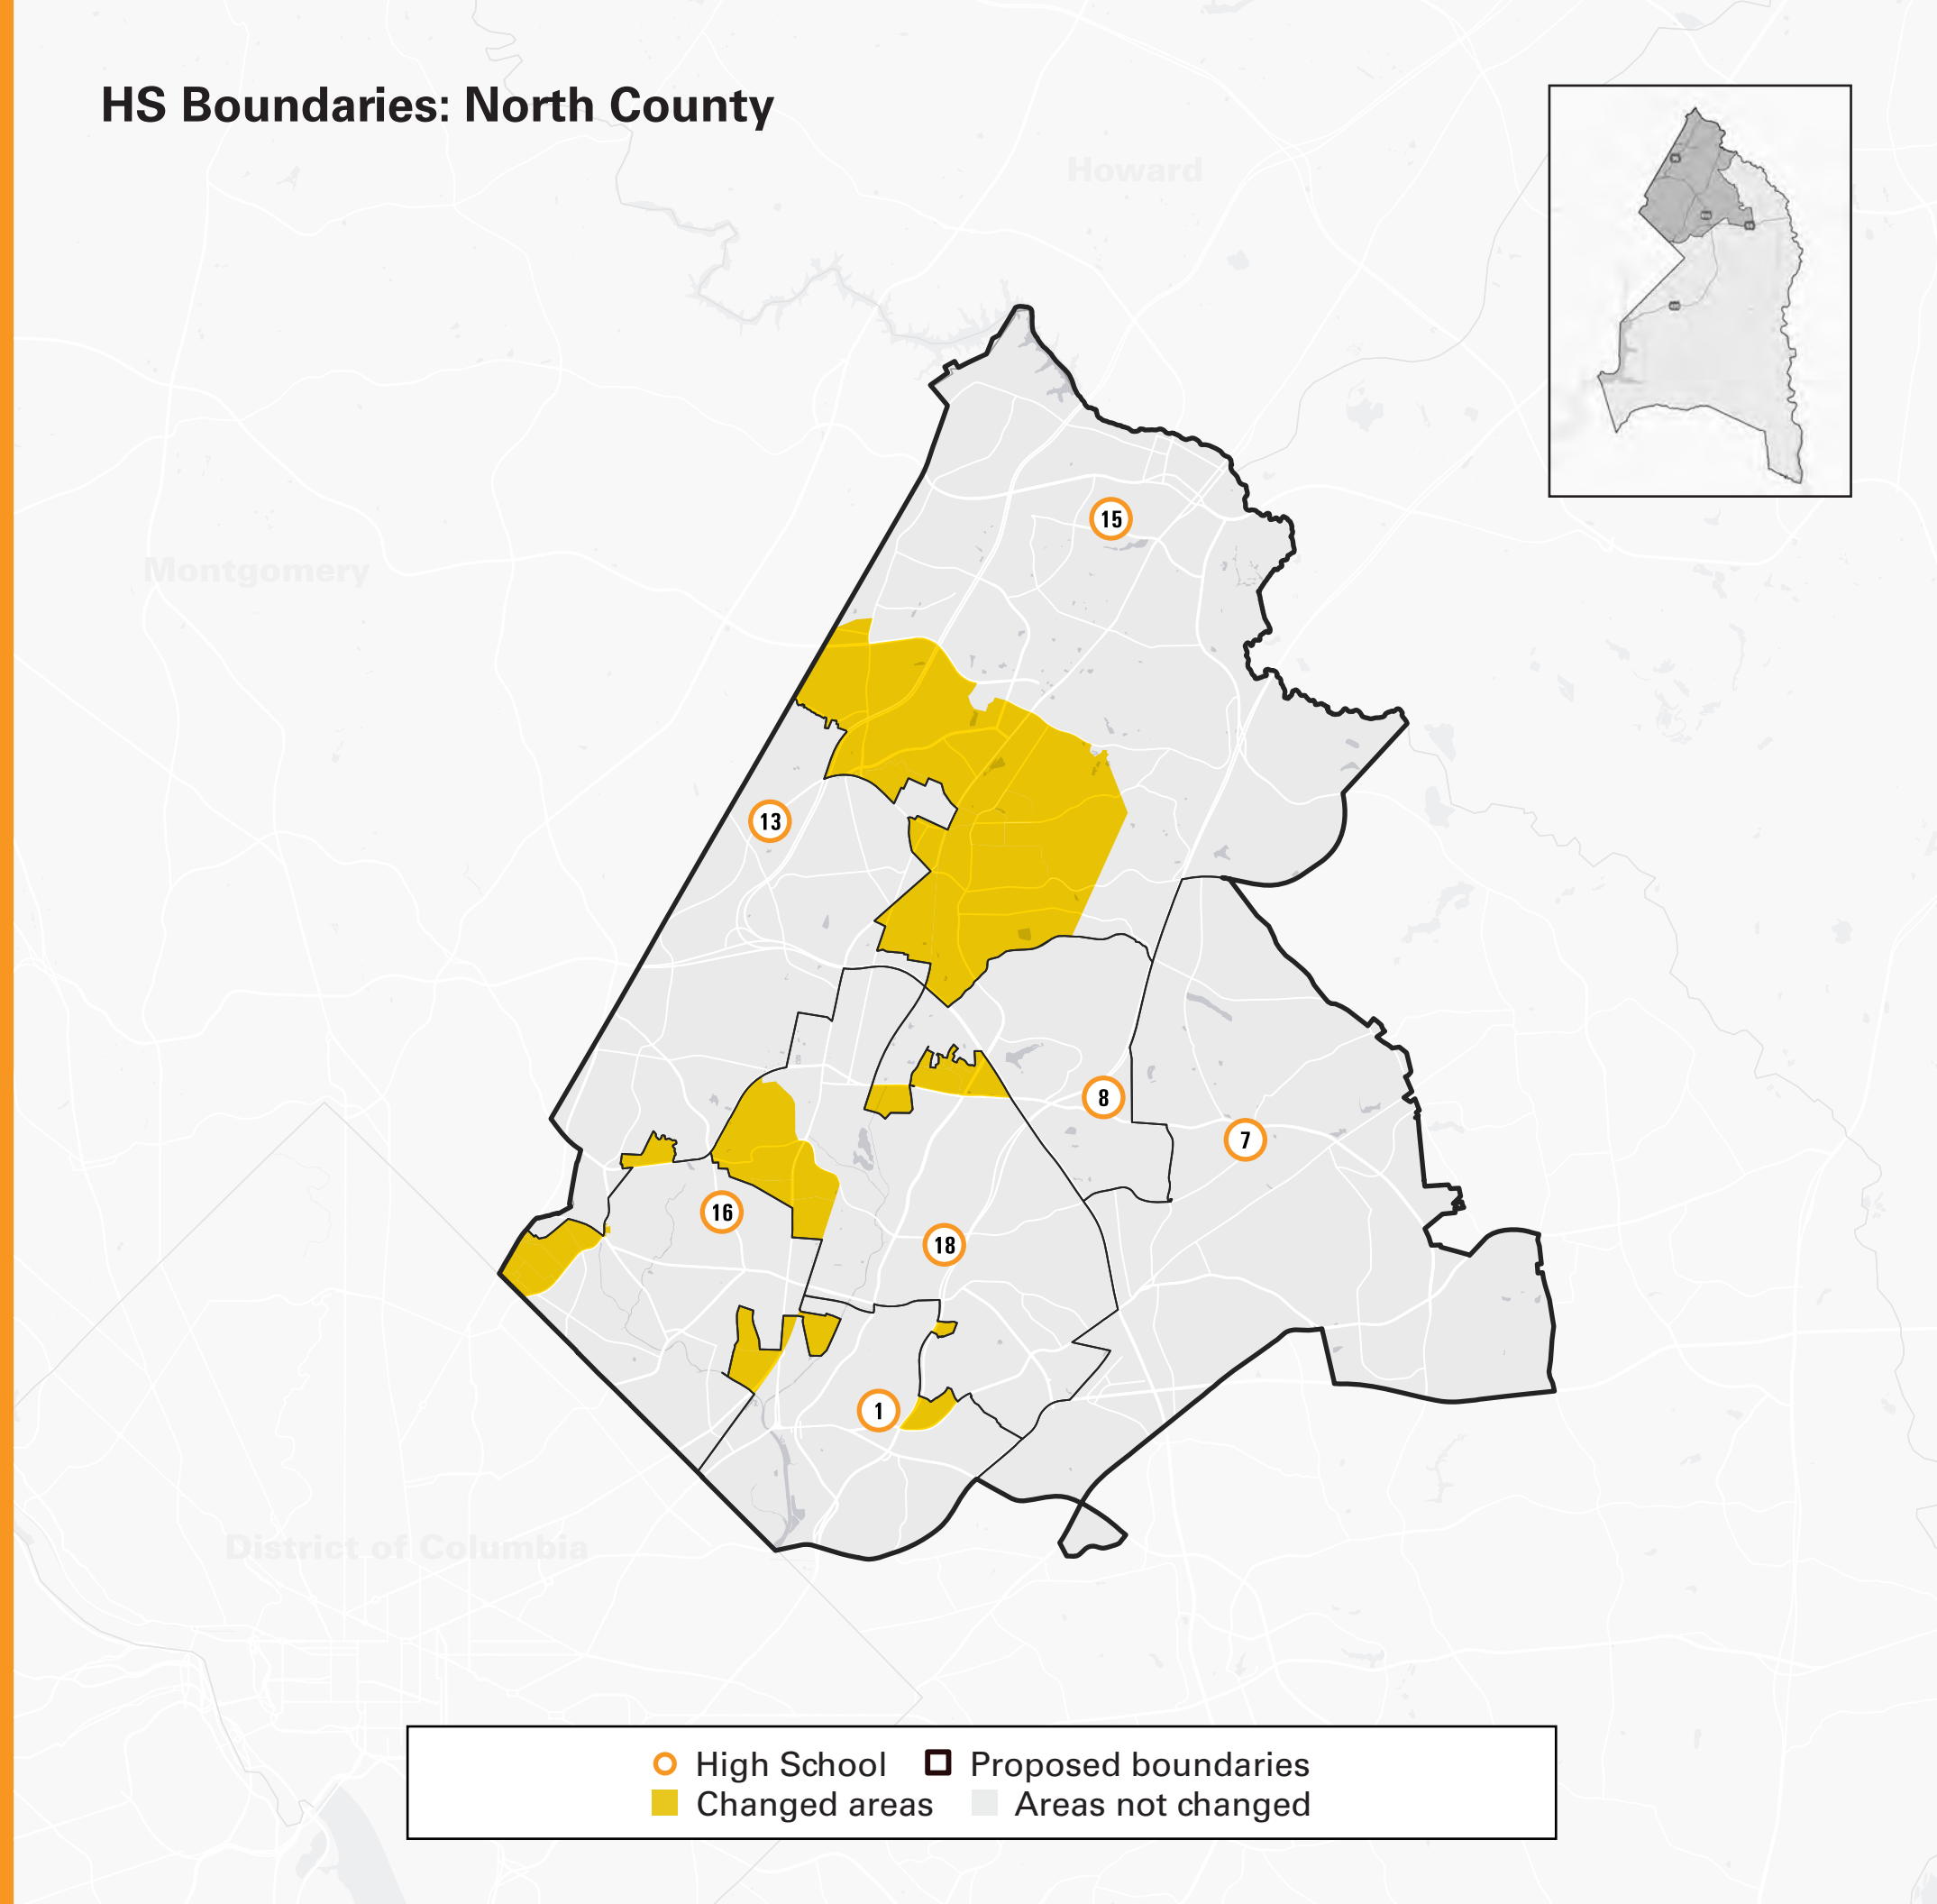 HS Boundaries: North County
Howard
Montgomery
15
13
8
7
16
18
1
District of Columbia
High School
Proposed boundaries
Changed areas
Areas not changed